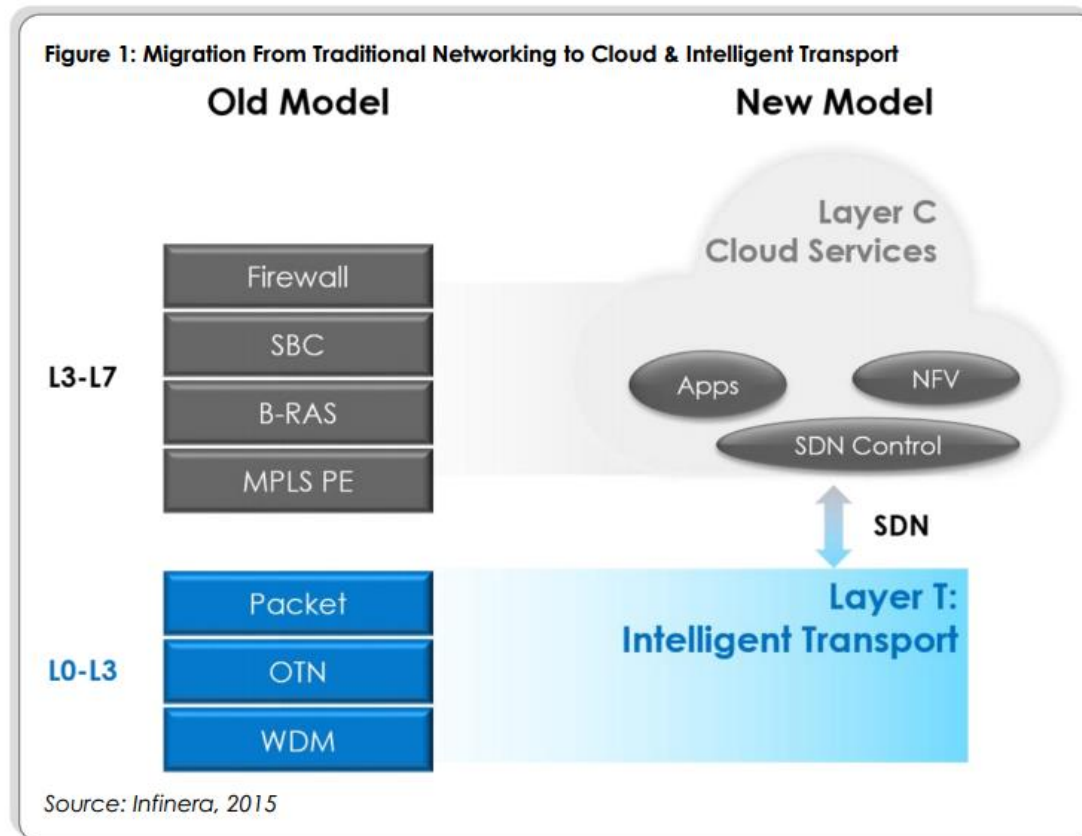 Figure 1: Migration From Traditional Networking to Cloud & Intelligent Transport
Old Model
New Model
Layer C
Cloud Services
L3-L7
Firewall
SBC
B-RAS
MPLS PE
Apps
NFV
SDN Control
SDN
L0-L3
Packet
OTN
WDM
Layer T:
Intelligent Transport
Source: Infinera, 2015